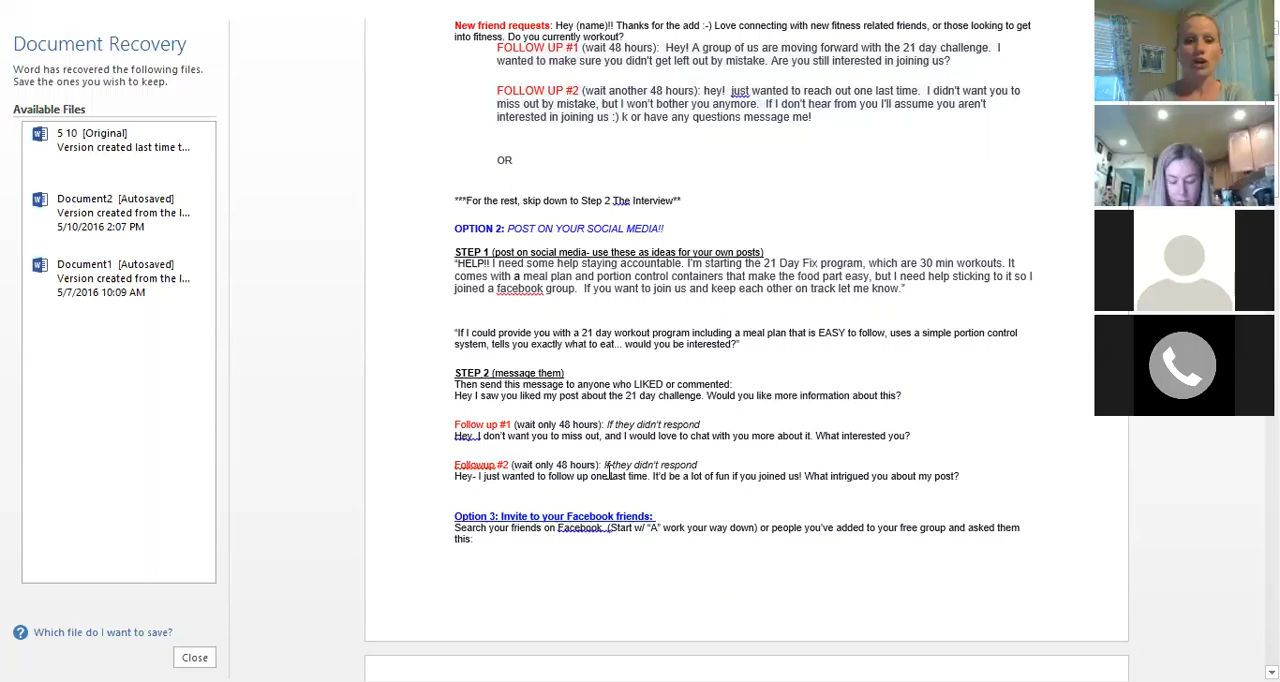 Document Recovery
Word has recovered the following files.
Save the ones you wish to keep.
Available Files
5 10 [Original]
Version created last time t...
Document2 [Autosaved]
Version created from the l...
5/10/2016 2:07 PM
Document1 [Autosaved]
Version created from the l...
5/7/2016 10:09 AM
Which file do I want to save?
Close
New friend requests: Hey (name)!! Thanks for the add :-) Love connecting with new fitness related friends, or those looking to get
into fitness. Do you currently workout?
FOLLOW UP #1 (wait 48 hours): Hey! A group of us are moving forward with the 21 day challenge. I
wanted to make sure you didn't get left out by mistake. Are you still interested in joining us?
FOLLOW UP #2 (wait another 48 hours): hey! just wanted to reach out one last time. I didn't want you to
miss out by mistake, but I won't bother you anymore. If I don't hear from you I'll assume you aren't
interested in joining us :) k or have any questions message me!
OR
***For the rest, skip down to Step 2 The Interview**
OPTION 2: POST ON YOUR SOCIAL MEDIA!!
STEP 1 (post on social media- use these as ideas for your own posts)
“HELP!! I need some help staying accountable. I'm starting the 21 Day Fix program, which are 30 min workouts. It
comes with a meal plan and portion control containers that make the food part easy, but I need help sticking to it so I
joined a facebook group. If you want to join us and keep each other on track let me know.”
“If I could provide you with a 21 day workout program including a meal plan that is EASY to follow, uses a simple portion control
system, tells you exactly what to eat... would you be interested?”
STEP 2 (message them)
Then send this message to anyone who LIKED or commented:
Hey I saw you liked my post about the 21 day challenge. Would you like more information about this?
Follow up #1 (wait only 48 hours): If they didn't respond
Hey, I don't want you to miss out, and I would love to chat with you more about it. What interested you?
Followup #2 (wait only 48 hours): If they didn't respond
Hey- I just wanted to follow up one last time. It'd be a lot of fun if you joined us! What intrigued you about my post?
Option 3: Invite to your Facebook friends:
Search your friends on Facebook (Start w/ “A” work your way down) or people you've added to your free group and asked them
this: